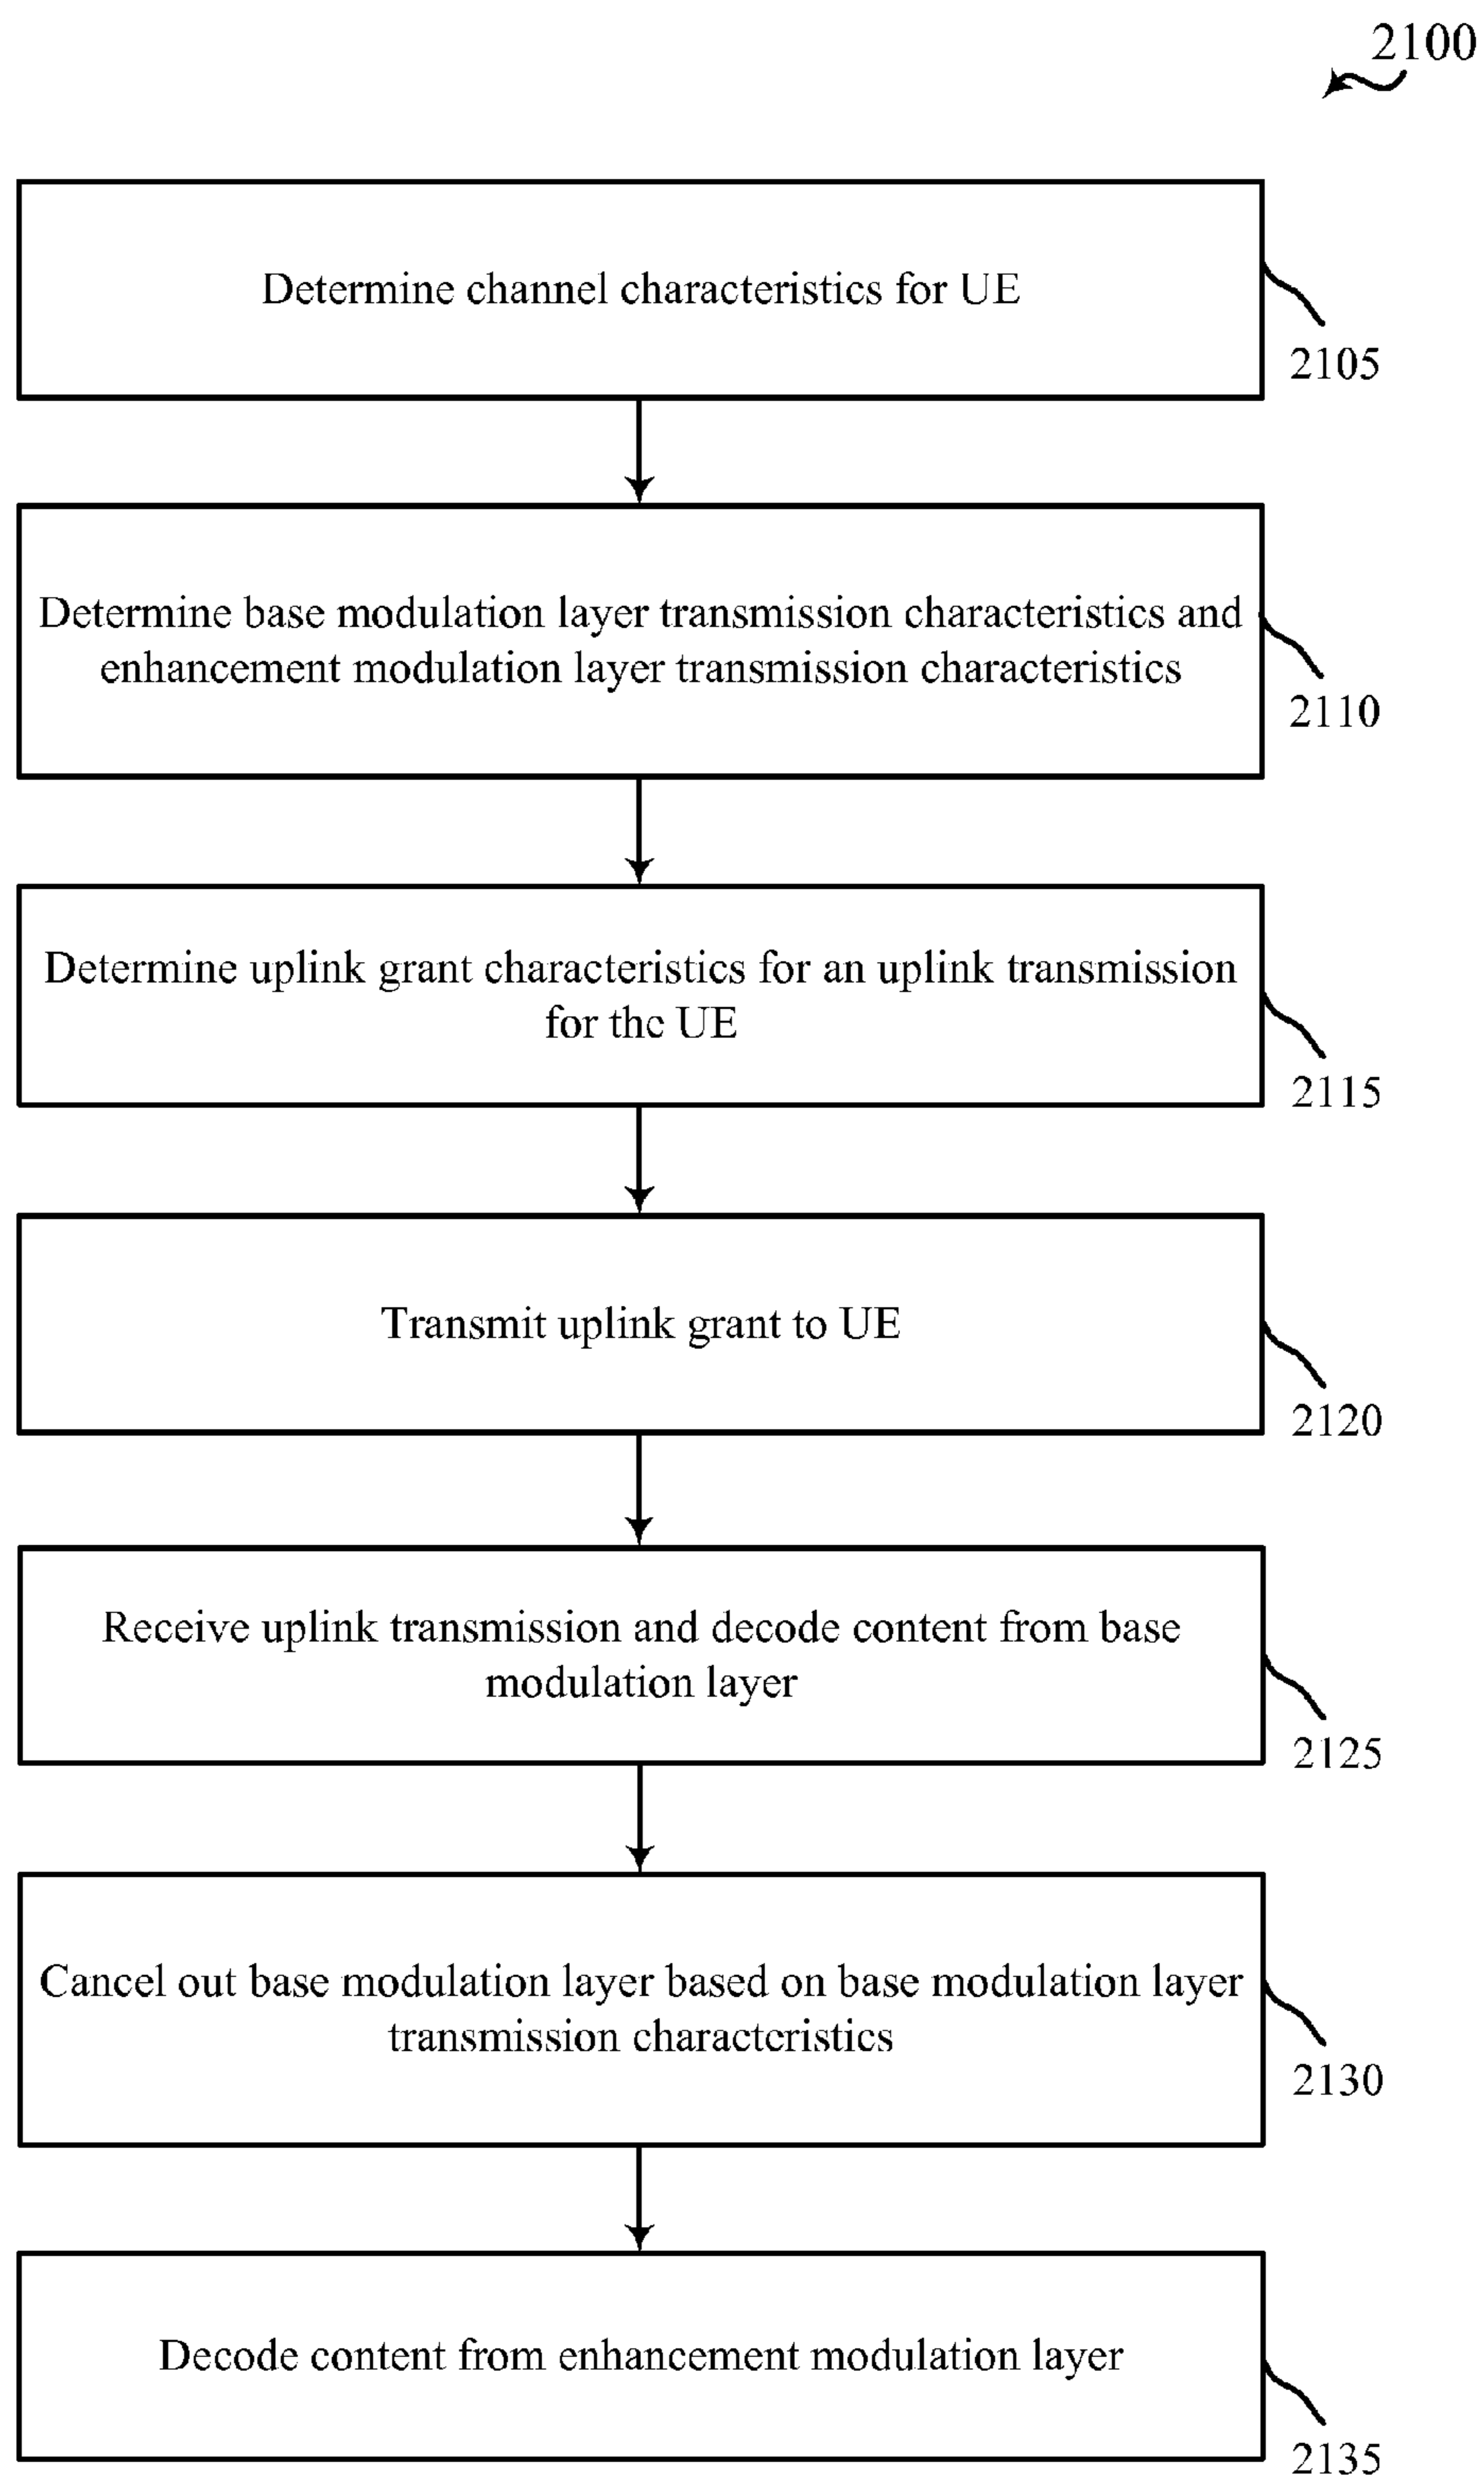 2100
Determine channel characteristics for UE
2105
Determine base modulation layer transmission characteristics and
enhancement modulation layer transmission characteristics
2110
Determine uplink grant characteristics for an uplink transmission
for the UE
2115
Transmit uplink grant to UE
2120
Receive uplink transmission and decode content from base
modulation layer
2125
Cancel out base modulation layer based on base modulation layer
transmission characteristics
2130
Decode content from enhancement modulation layer
2135